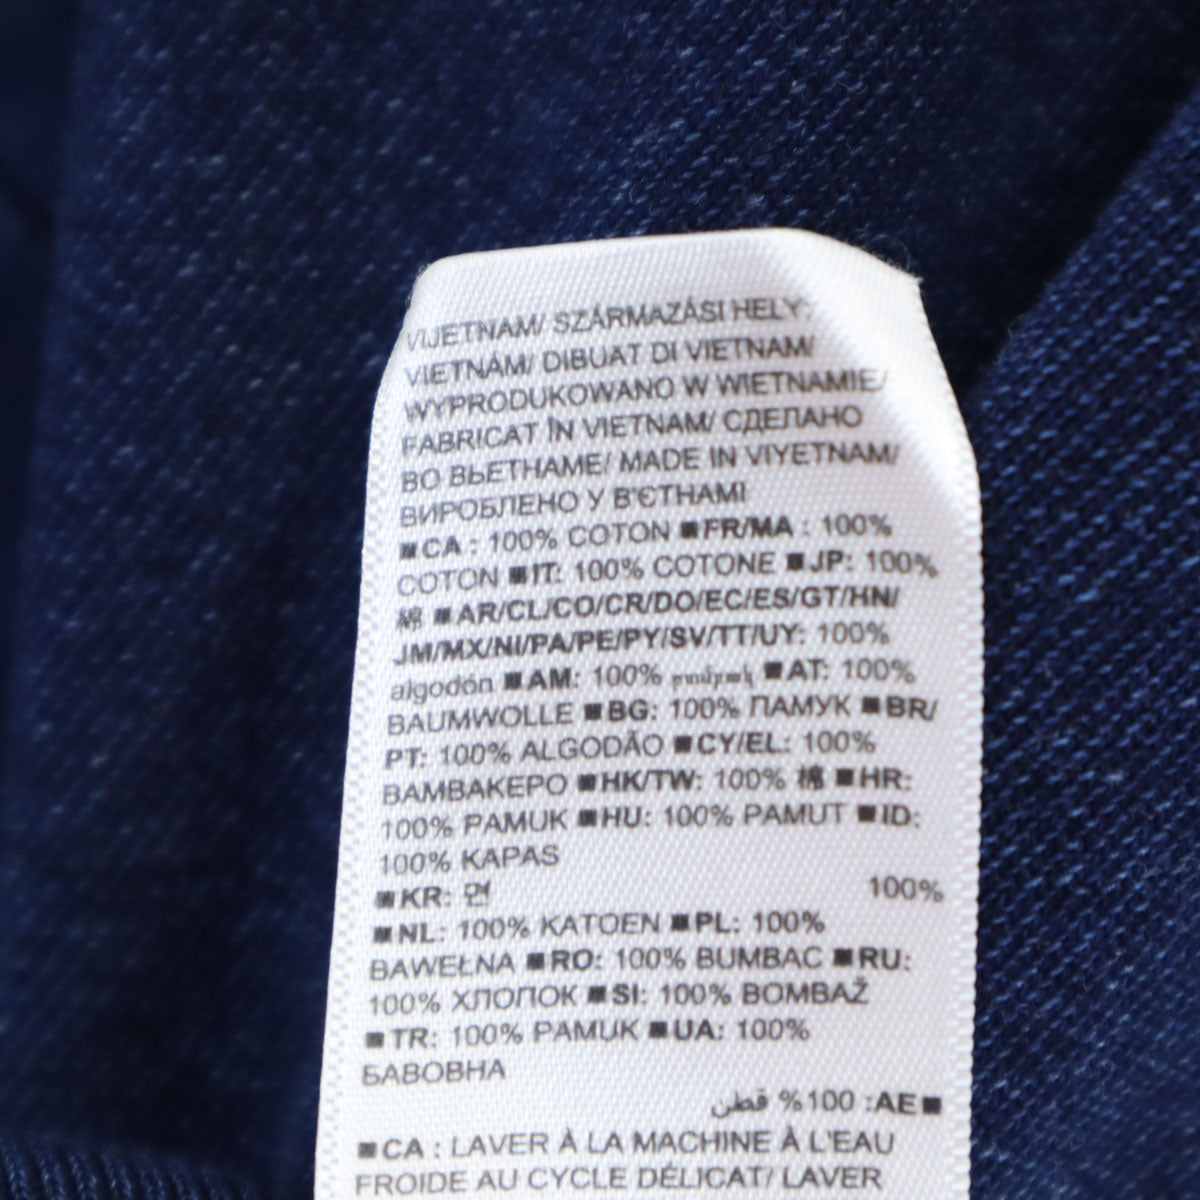 VIJETNAM/ SZÁRMAZÁSI HELY:
VIETNÁM/ DIBUAT DI VIETNAM/
WYPRODUKOWANO W WIETNAMIE/
FABRICAT ÎN VIETNAM/ СДЕЛАНО
ВО ВЬЕТНАМЕ/ MADE IN VIYETNAM/
ВИРОБЛЕНО У В'ЄТНАМІ
■CA : 100% COTON ■FR/MA : 100%
COTON ■IT: 100% COTONE ■JP: 100%
綿 ■AR/CL/CO/CR/DO/EC/ES/GT/HN/
JM/MX/NI/PA/PE/PY/SV/TT/UY: 100%
algodón ■AM: 100% բամբակ ■AT: 100%
BAUMWOLLE ■BG: 100% ПАМУК ■BR/
PT: 100% ALGODÃO ■CY/EL: 100%
ΒΑΜΒΑΚΕΡΟ ■HK/TW: 100% 棉 ■HR:
100% PAMUK ■HU: 100% PAMUT ■ID:
100% KAPAS
■KR: 면 100%
■NL: 100% KATOEN ■PL: 100%
BAWEŁNA ■RO: 100% BUMBAC ■RU:
100% ХЛОПОК ■SI: 100% BOMBAŽ
■TR: 100% PAMUK ■UA: 100%
БАВОВНА
■AE: 100% قطن
■CA : LAVER À LA MACHINE À L'EAU
FROIDE AU CYCLE DÉLICAT/ LAVER